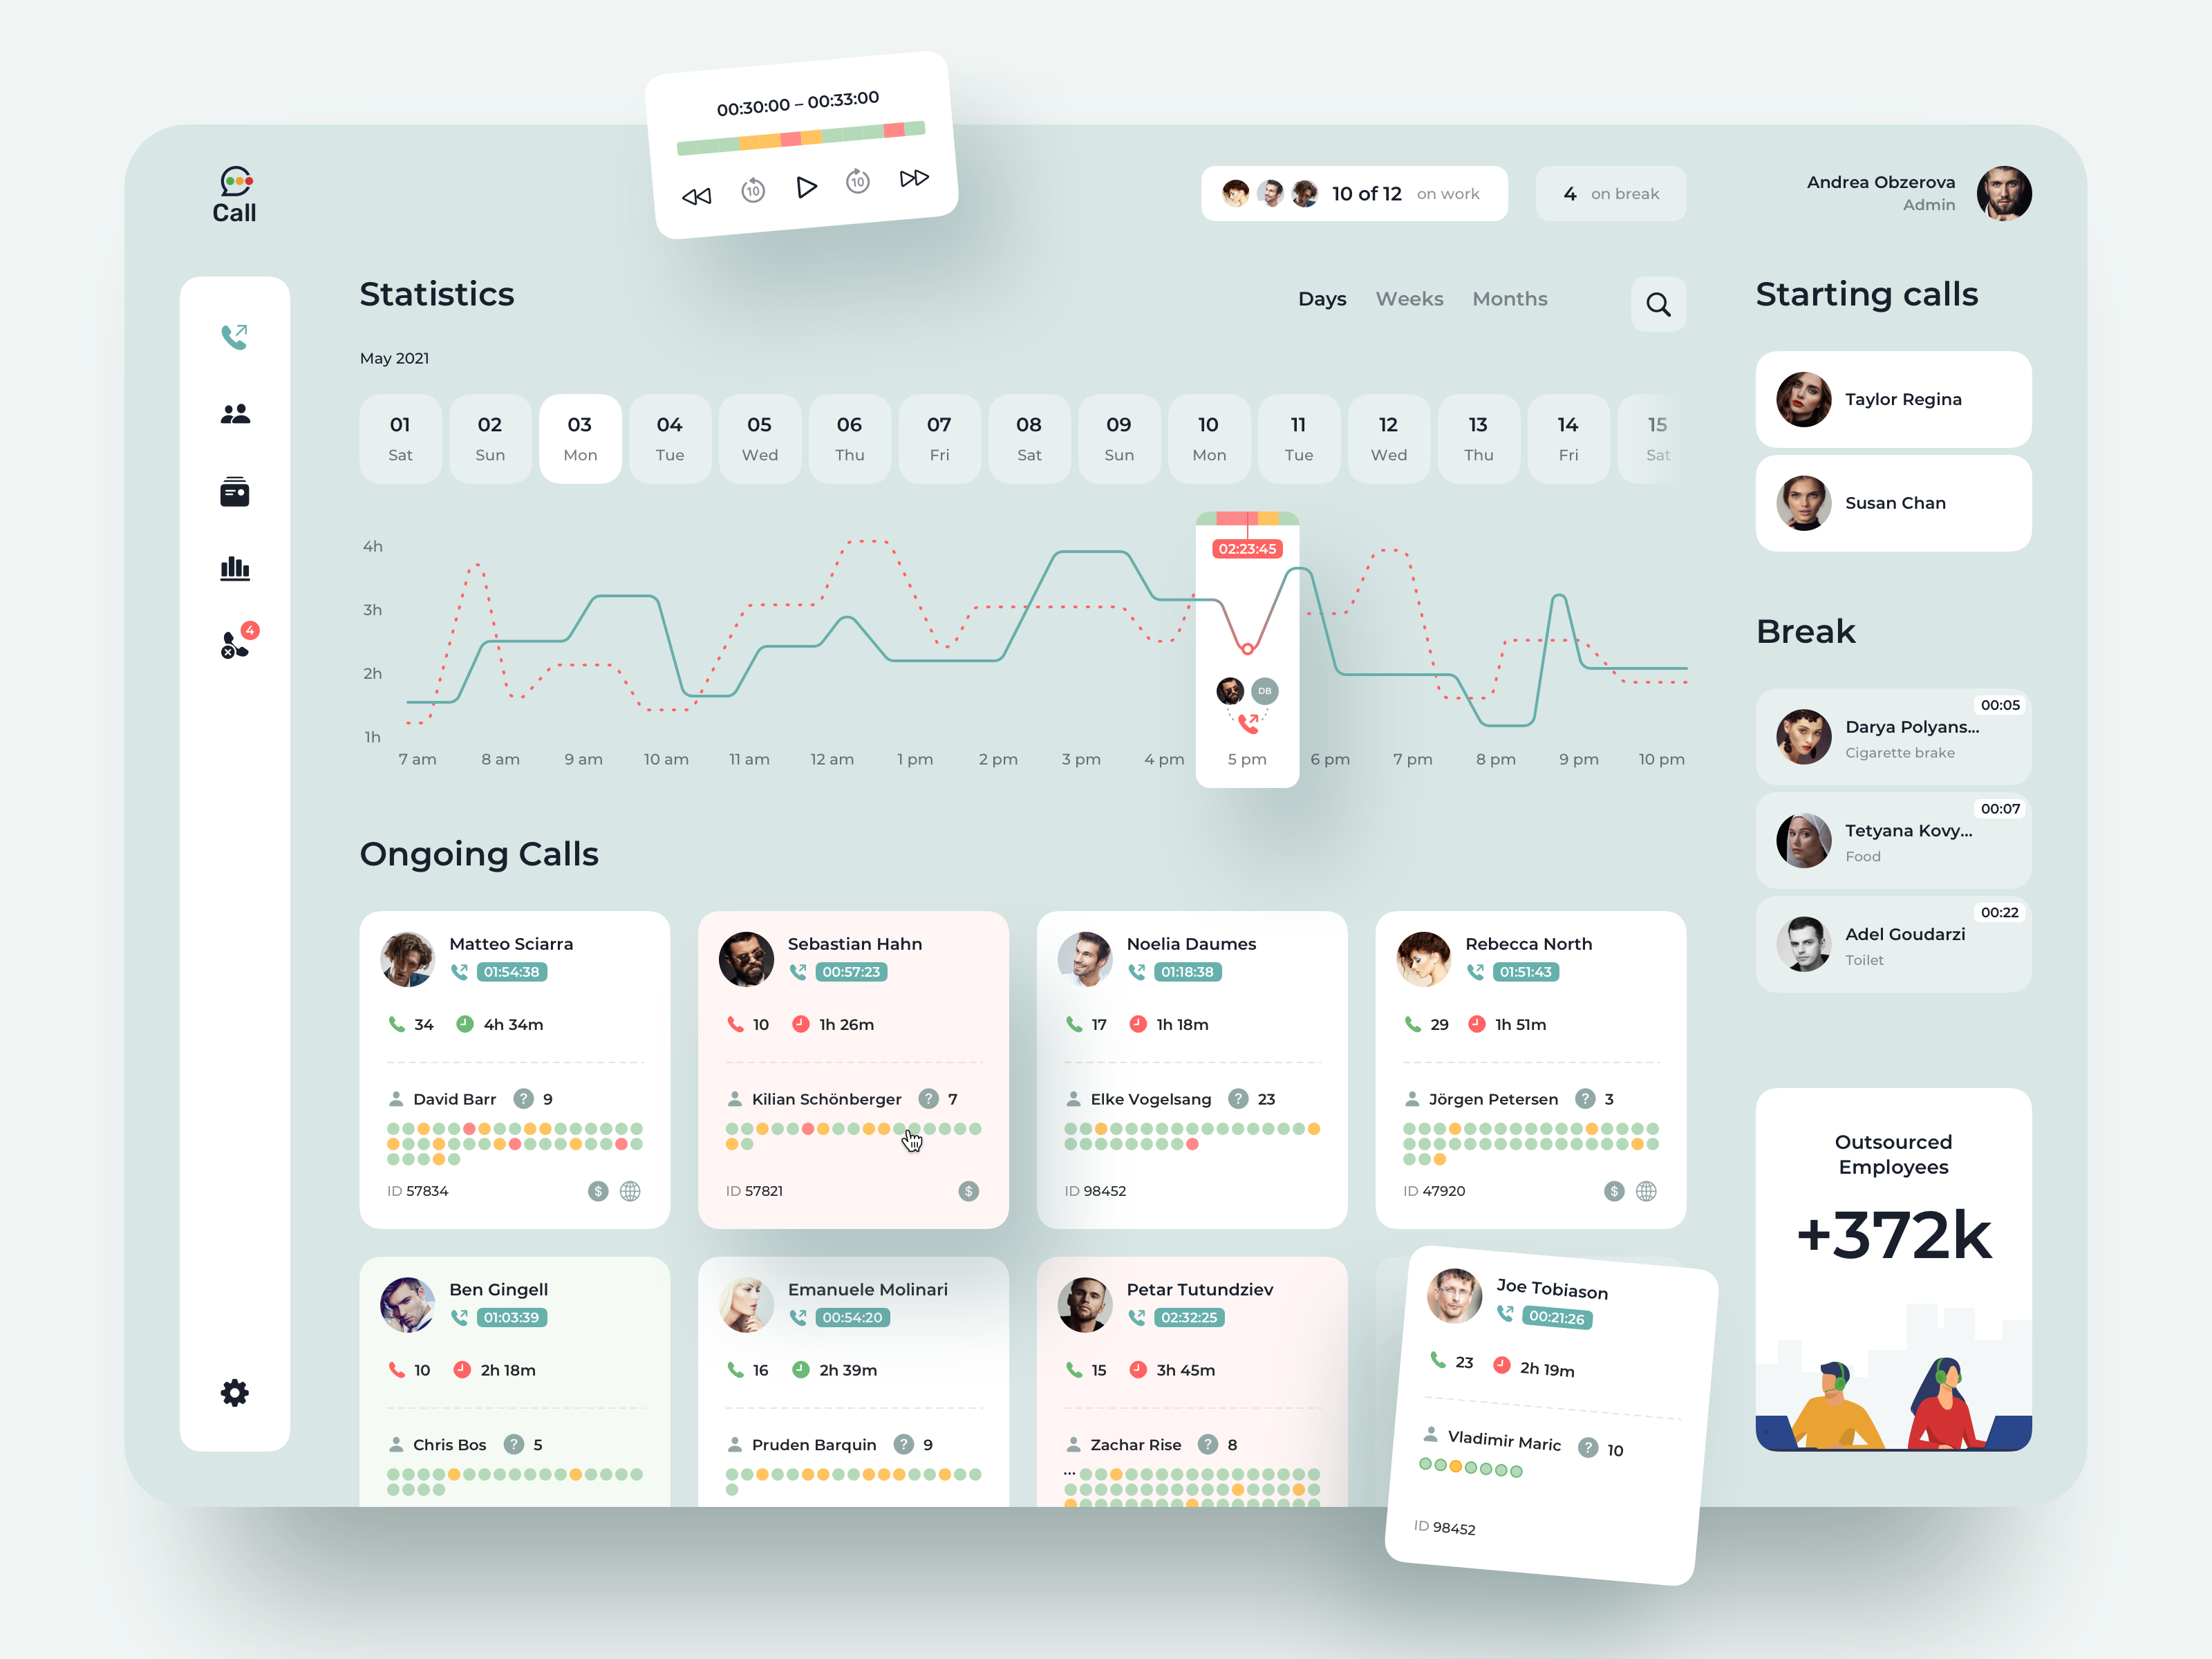 00:30:00 – 00:33:00
10
10
Call
10 of 12 on work
4 on break
Andrea Obzerova
Admin
4
Statistics
Days Weeks Months
May 2021
01 02 03 04 05 06 07 08 09 10 11 12 13 14 15
Sat Sun Mon Tue Wed Thu Fri Sat Sun Mon Tue Wed Thu Fri Sat
4h
3h
2h
1h
02:23:45
DB
7 am 8 am 9 am 10 am 11 am 12 am 1 pm 2 pm 3 pm 4 pm 5 pm 6 pm 7 pm 8 pm 9 pm 10 pm
Ongoing Calls
Matteo Sciarra
01:54:38
34 4h 34m
David Barr ? 9
ID 57834 $
Sebastian Hahn
00:57:23
10 1h 26m
Kilian Schönberger ? 7
ID 57821 $
Noelia Daumes
01:18:38
17 1h 18m
Elke Vogelsang ? 23
ID 98452
Rebecca North
01:51:43
29 1h 51m
Jörgen Petersen ? 3
ID 47920 $
Ben Gingell
01:03:39
10 2h 18m
Chris Bos ? 5
Emanuele Molinari
00:54:20
16 2h 39m
Pruden Barquin ? 9
Petar Tutundziev
02:32:25
15 3h 45m
Zachar Rise ? 8
...
Joe Tobiason
00:21:26
23 2h 19m
Vladimir Maric ? 10
ID 98452
Starting calls
Taylor Regina
Susan Chan
Break
00:05
Darya Polyans...
Cigarette brake
00:07
Tetyana Kovy...
Food
00:22
Adel Goudarzi
Toilet
Outsourced
Employees
+372k